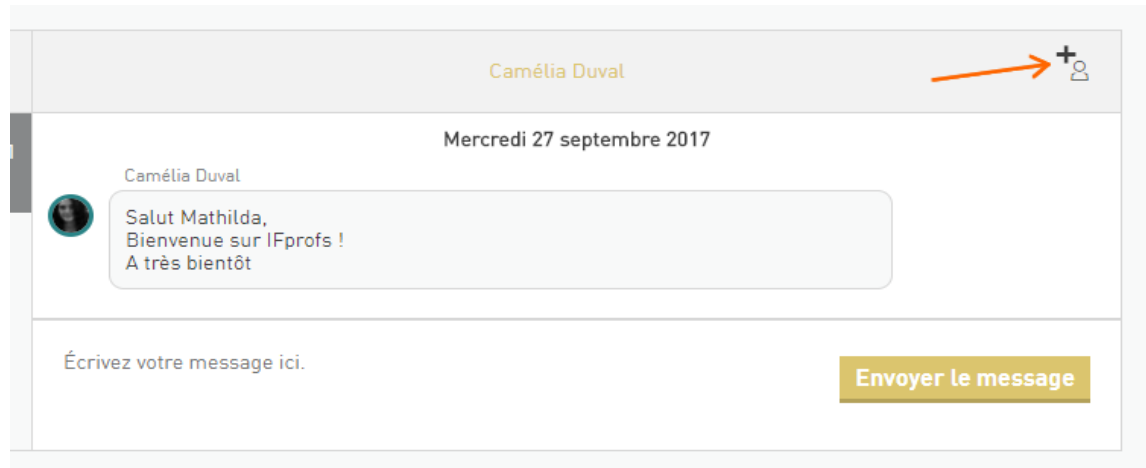 Camélia Duval
Mercredi 27 septembre 2017
Camélia Duval
Salut Mathilda,
Bienvenue sur IFprofs !
A très bientôt
Écrivez votre message ici.
Envoyer le message